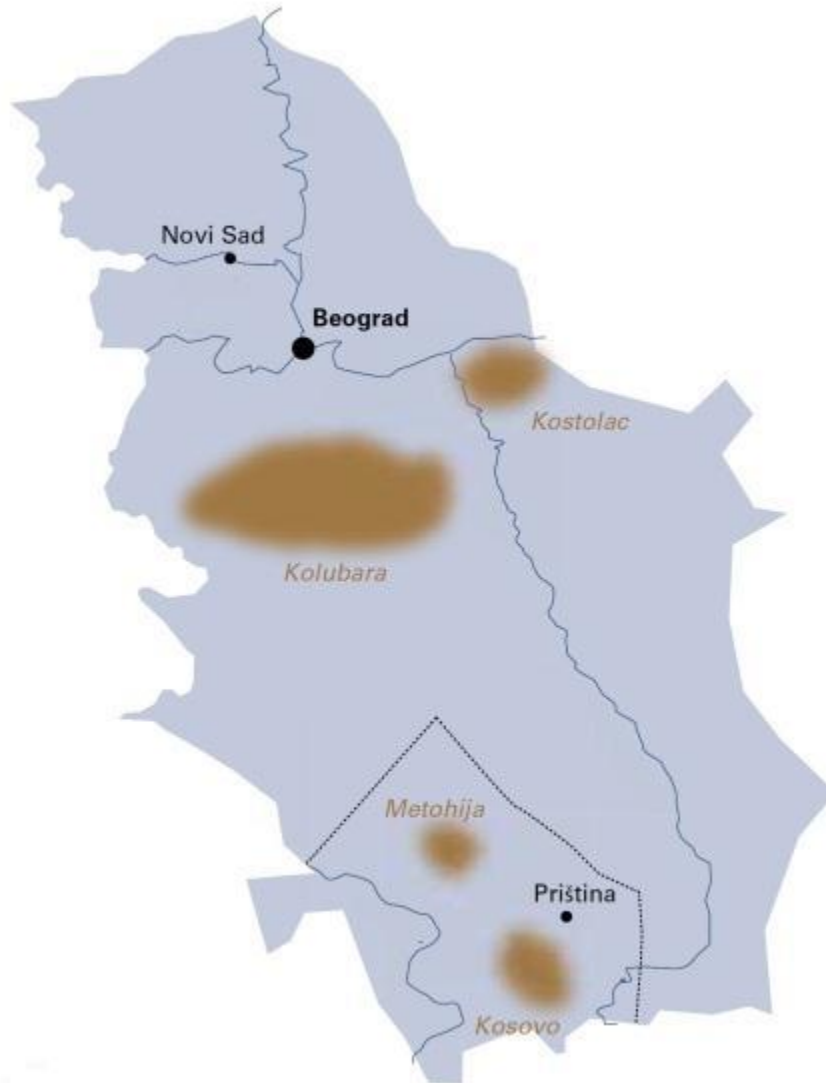 Novi Sad
Beograd
Kostolac
Kolubara
Metohija
Priština
Kosovo